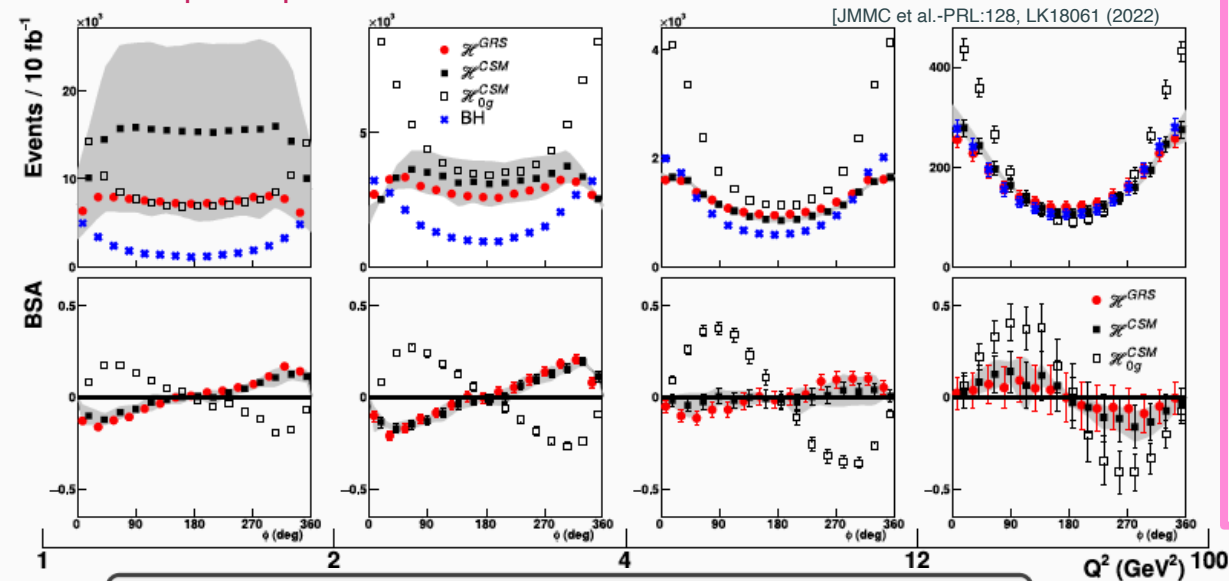 [JMMC et al.-PRL:128, LK18061 (2022)
×10³ ×10³ ×10³
Events / 10 fb⁻¹
20
10
0
5
0
4
2
0
400
200
0
ℋ^GRS
ℋ^CSM
ℋ^CSM_0g
BH
BSA
0.5
0
−0.5
0.5
0
−0.5
0.5
0
−0.5
0.5
0
−0.5
ℋ^GRS
ℋ^CSM
ℋ^CSM_0g
0 90 180 270 360 0 90 180 270 360 0 90 180 270 360 0 90 180 270 360
ϕ (deg) ϕ (deg) ϕ (deg) ϕ (deg)
1 2 4 12 Q² (GeV²) 100